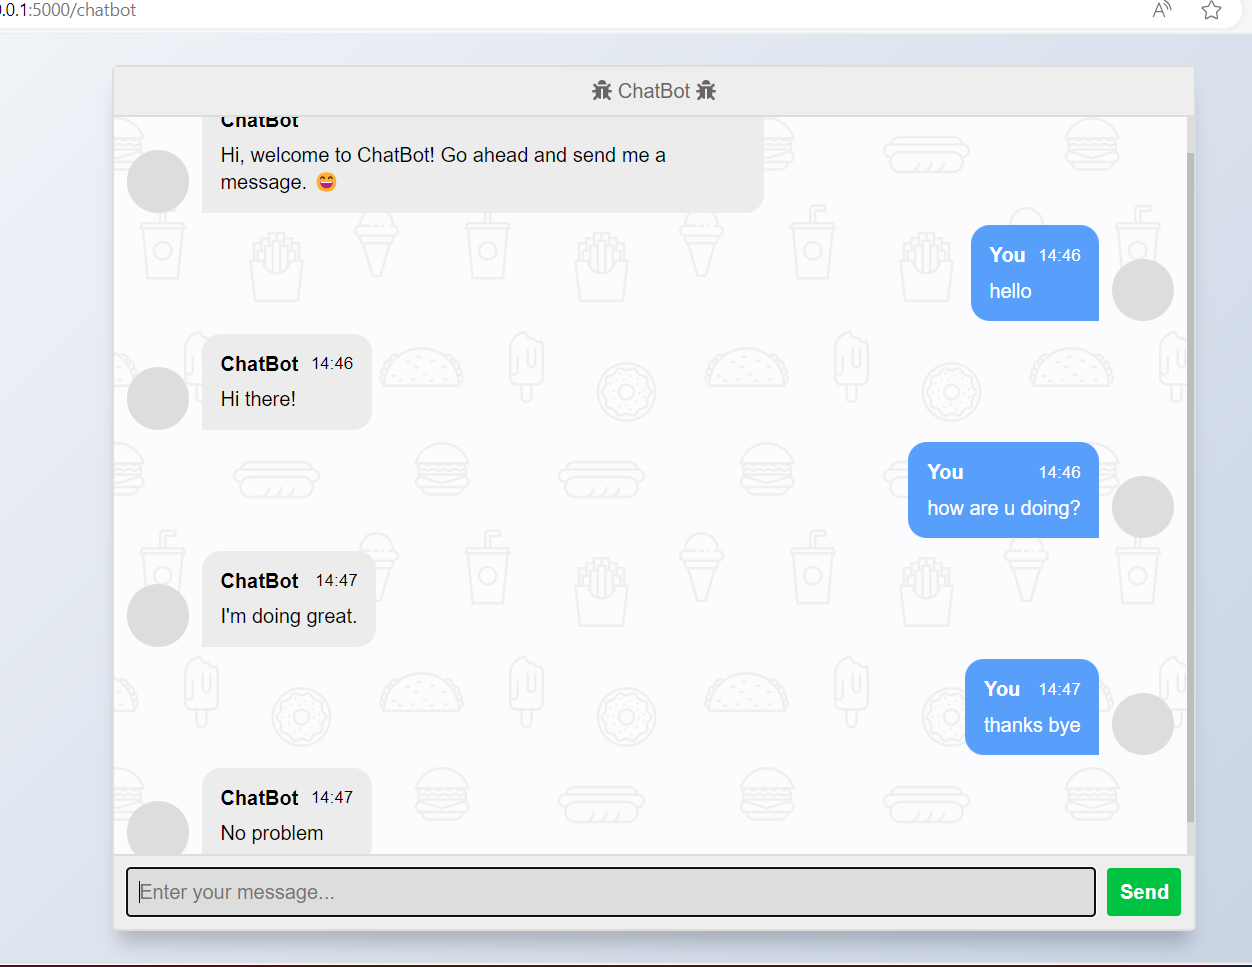 .0.1:5000/chatbot
ChatBot
ChatBot
Hi, welcome to ChatBot! Go ahead and send me a
message. 😄
You 14:46
hello
ChatBot 14:46
Hi there!
You 14:46
how are u doing?
ChatBot 14:47
I'm doing great.
You 14:47
thanks bye
ChatBot 14:47
No problem
Enter your message...
Send